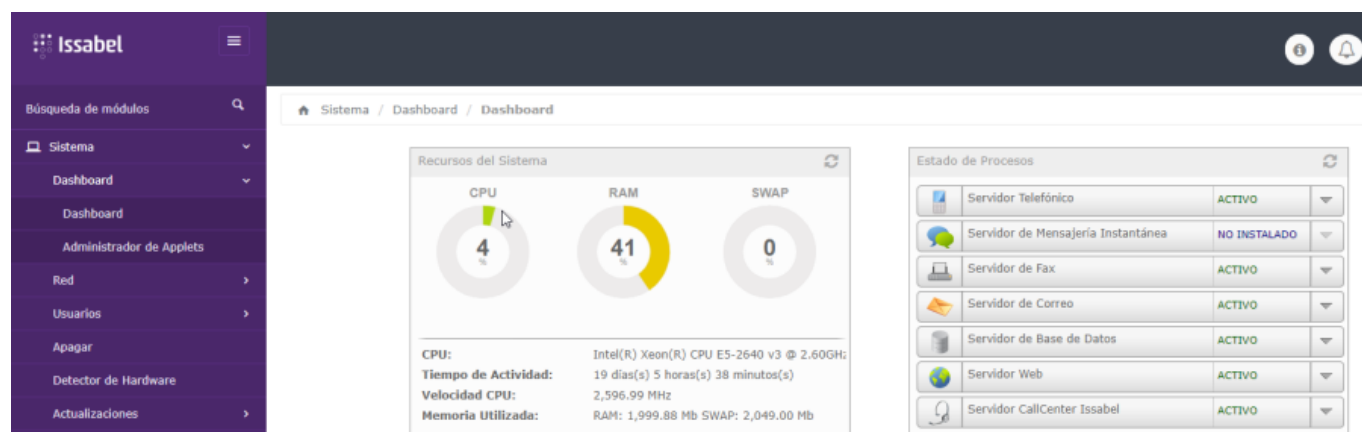 Issabel
Búsqueda de módulos
Sistema
Dashboard
Dashboard
Administrador de Applets
Red
Usuarios
Apagar
Detector de Hardware
Actualizaciones
Sistema / Dashboard / Dashboard
Recursos del Sistema
CPU RAM SWAP
4 41 0
% % %
CPU: Intel(R) Xeon(R) CPU E5-2640 v3 @ 2.60GHz
Tiempo de Actividad: 19 días(s) 5 horas(s) 38 minutos(s)
Velocidad CPU: 2,596.99 MHz
Memoria Utilizada: RAM: 1,999.88 Mb SWAP: 2,049.00 Mb
Estado de Procesos
Servidor Telefónico ACTIVO
Servidor de Mensajería Instantánea NO INSTALADO
Servidor de Fax ACTIVO
Servidor de Correo ACTIVO
Servidor de Base de Datos ACTIVO
Servidor Web ACTIVO
Servidor CallCenter Issabel ACTIVO